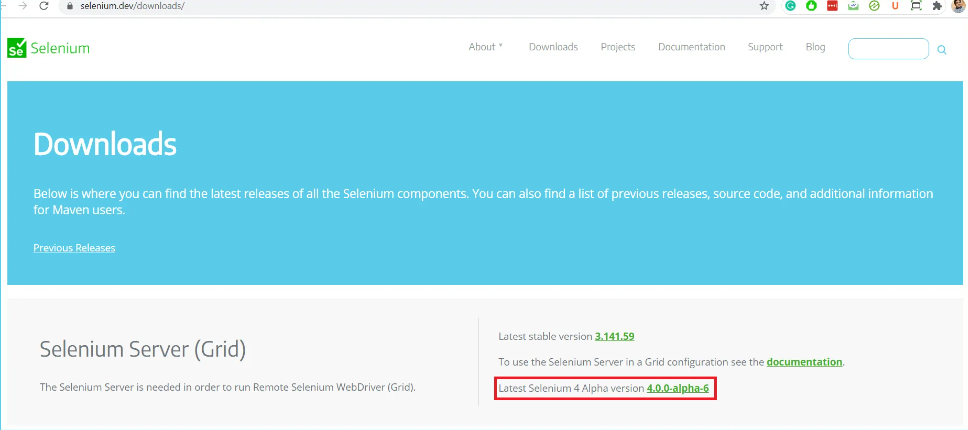 selenium.dev/downloads/
Se Selenium
About Downloads Projects Documentation Support Blog
Downloads
Below is where you can find the latest releases of all the Selenium components. You can also find a list of previous releases, source code, and additional information
for Maven users.
Previous Releases
Selenium Server (Grid)
The Selenium Server is needed in order to run Remote Selenium WebDriver (Grid).
Latest stable version 3.141.59
To use the Selenium Server in a Grid configuration see the documentation.
Latest Selenium 4 Alpha version 4.0.0-alpha-6